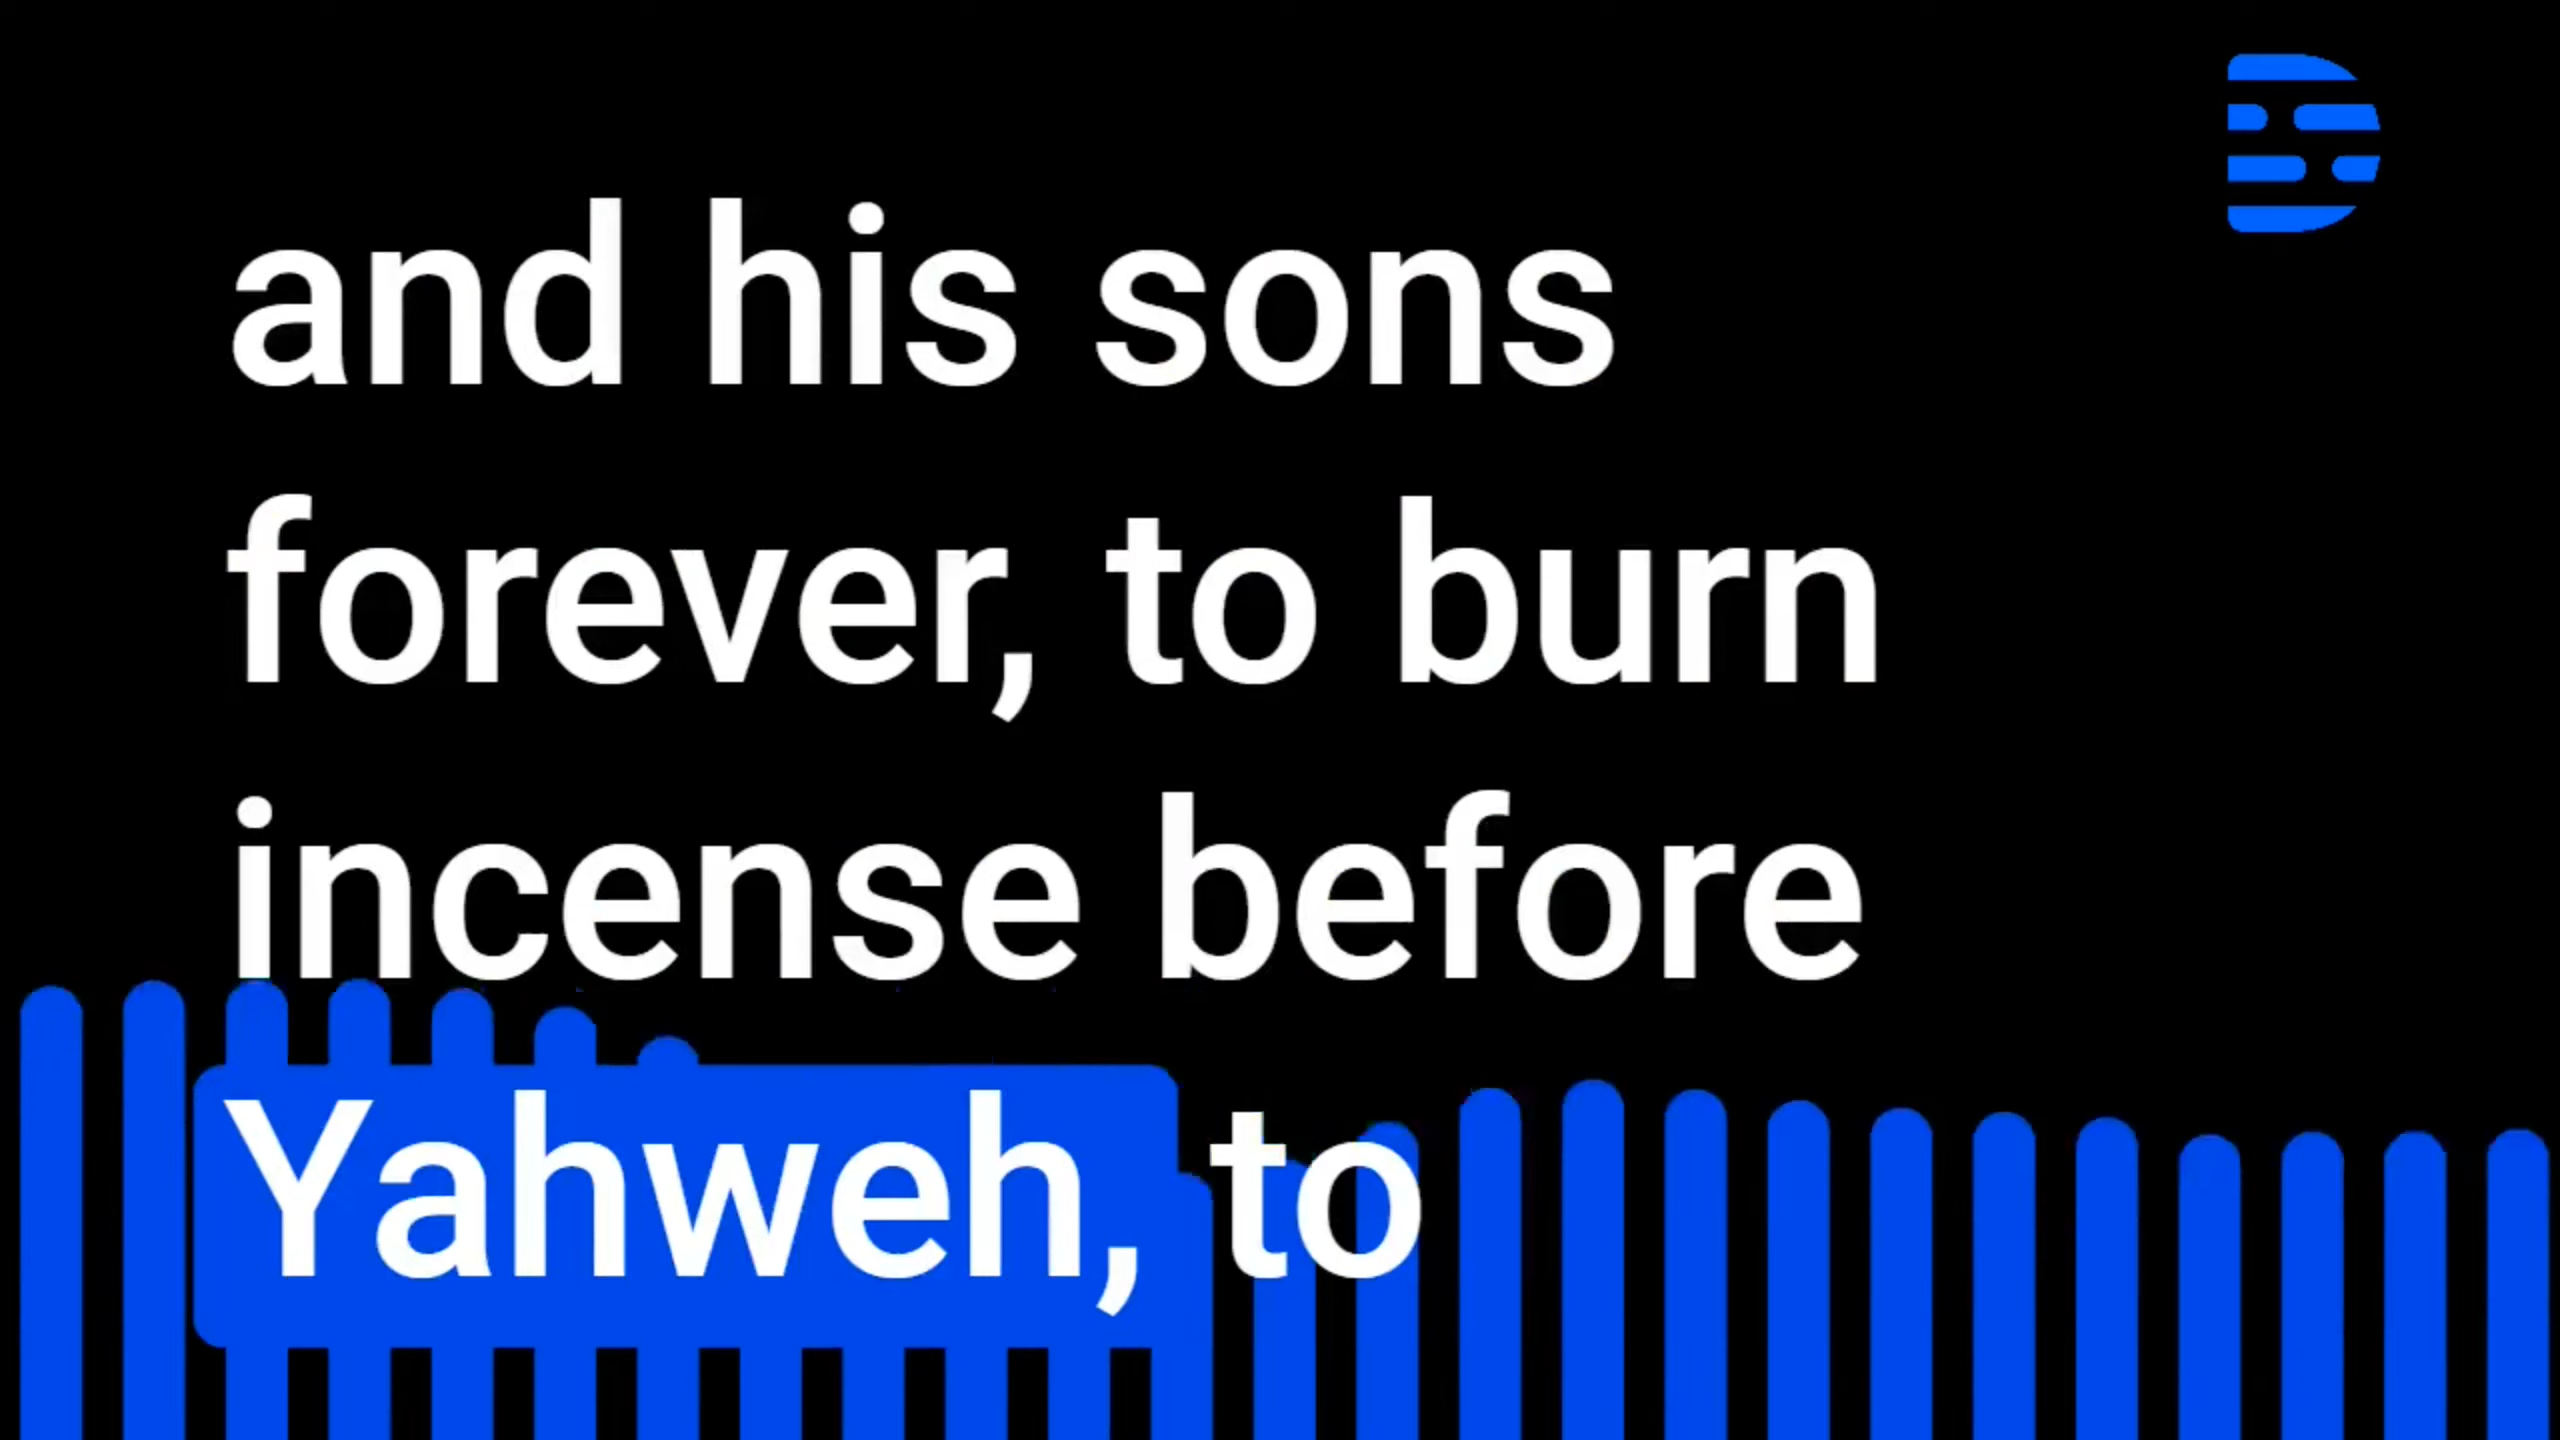 and his sons
forever, to burn
incense before
Yahweh, to